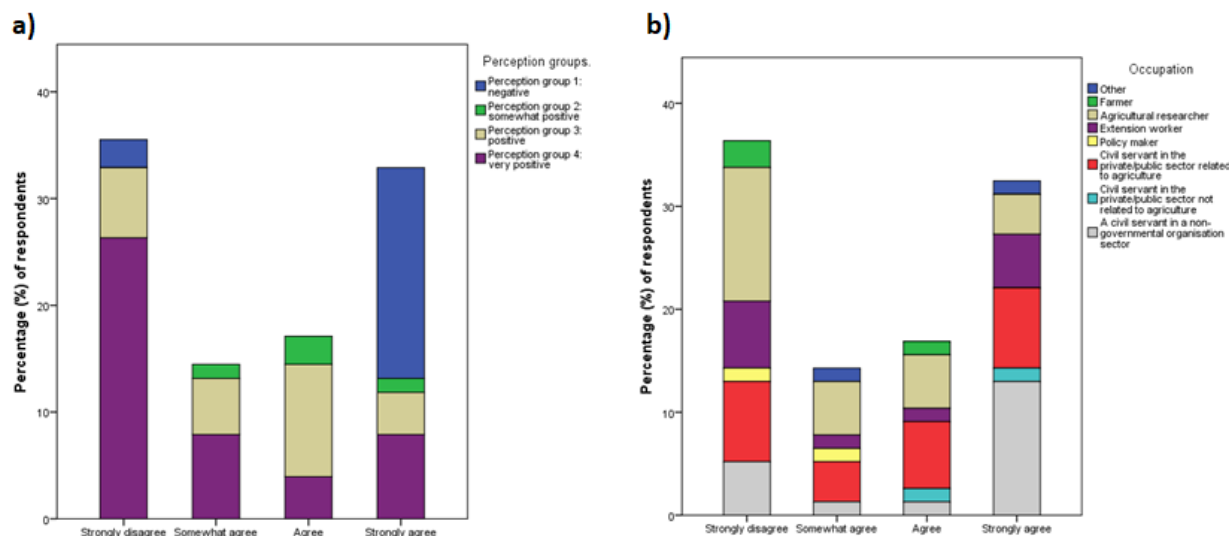 a)
Percentage (%) of respondents
40
30
20
10
0
Strongly disagree
Somewhat agree
Agree
Strongly agree
Perception groups.
Perception group 1:
negative
Perception group 2:
somewhat positive
Perception group 3:
positive
Perception group 4:
very positive
b)
Percentage (%) of respondents
40
30
20
10
0
Strongly disagree
Somewhat agree
Agree
Strongly agree
Occupation
Other
Farmer
Agricultural researcher
Extension worker
Policy maker
Civil servant in the
private/public sector related
to agriculture
Civil servant in the
private/public sector not
related to agriculture
A civil servant in a non-
governmental organisation
sector